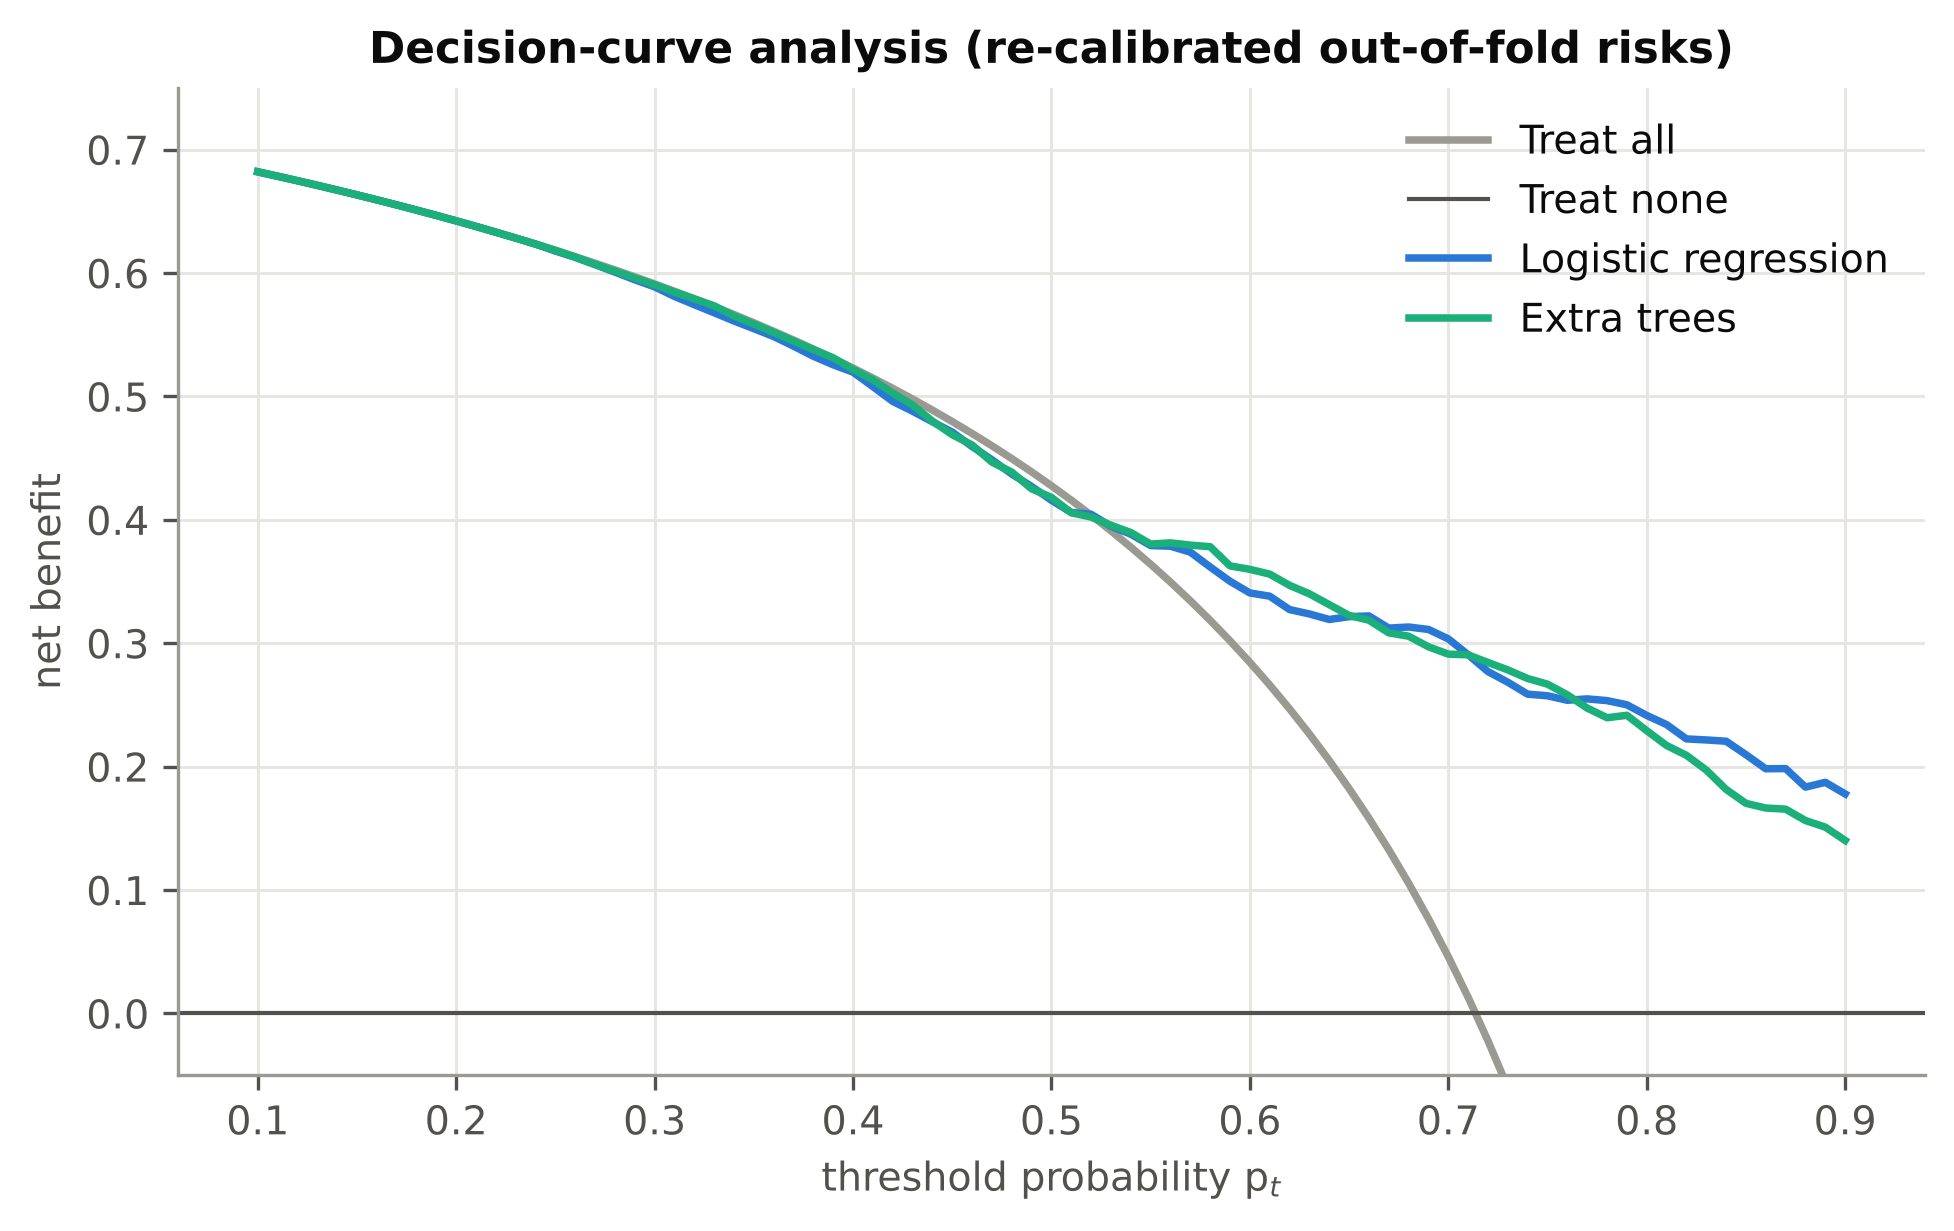 Decision-curve analysis (re-calibrated out-of-fold risks)
Treat all
Treat none
Logistic regression
Extra trees
net benefit
0.7
0.6
0.5
0.4
0.3
0.2
0.1
0.0
0.1 0.2 0.3 0.4 0.5 0.6 0.7 0.8 0.9
threshold probability pₜ